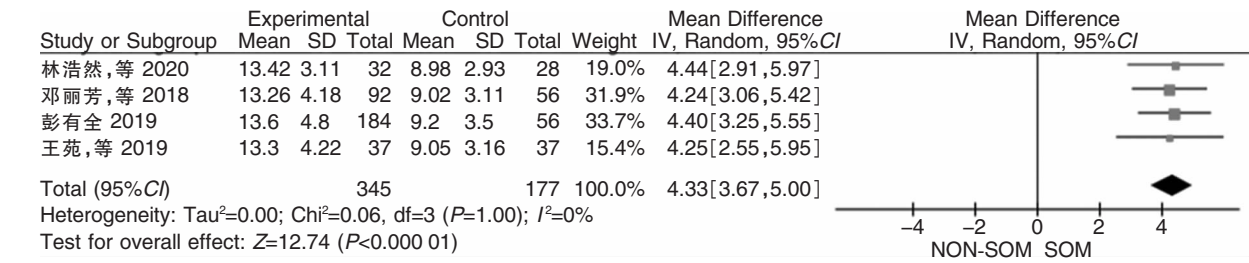 Experimental Control Mean Difference Mean Difference
Study or Subgroup Mean SD Total Mean SD Total Weight IV, Random, 95%CI IV, Random, 95%CI
林浩然,等 2020 13.42 3.11 32 8.98 2.93 28 19.0% 4.44[2.91,5.97]
邓丽芳,等 2018 13.26 4.18 92 9.02 3.11 56 31.9% 4.24[3.06,5.42]
彭有全 2019 13.6 4.8 184 9.2 3.5 56 33.7% 4.40[3.25,5.55]
王苑,等 2019 13.3 4.22 37 9.05 3.16 37 15.4% 4.25[2.55,5.95]
Total (95%CI) 345 177 100.0% 4.33[3.67,5.00]
Heterogeneity: Tau²=0.00; Chi²=0.06, df=3 (P=1.00); I²=0%
−4 −2 0 2 4
Test for overall effect: Z=12.74 (P<0.000 01)
NON-SOM SOM